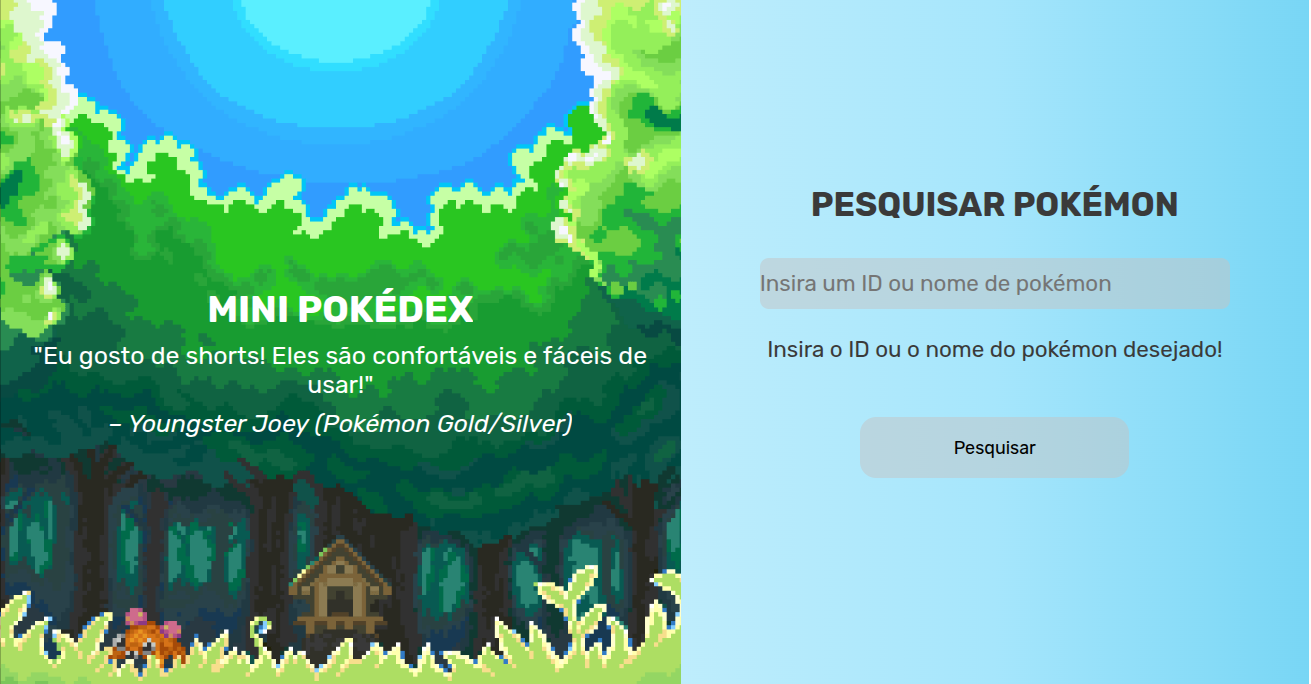 MINI POKÉDEX
"Eu gosto de shorts! Eles são confortáveis e fáceis de
usar!"
– Youngster Joey (Pokémon Gold/Silver)
PESQUISAR POKÉMON
Insira um ID ou nome de pokémon
Insira o ID ou o nome do pokémon desejado!
Pesquisar